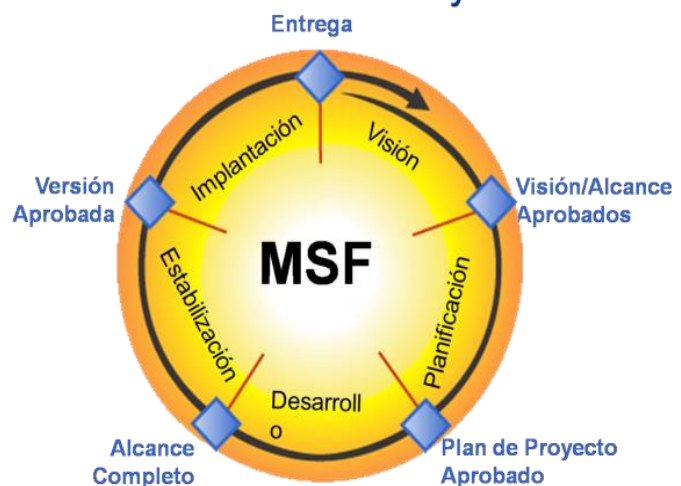 y
Entrega
Implantación
Visión
Versión
Aprobada
Visión/Alcance
Aprobados
MSF
Estabilización
Planificación
Desarroll
o
Alcance
Completo
Plan de Proyecto
Aprobado